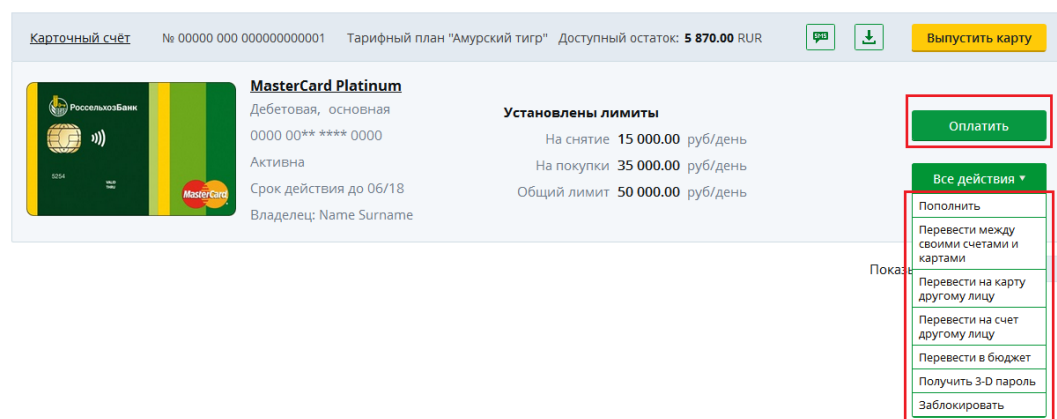 Карточный счёт № 00000 000 000000000001 Тарифный план "Амурский тигр" Доступный остаток: 5 870.00 RUR SMS Выпустить карту
РоссельхозБанк
5254
VALID
THRU
MasterCard
MasterCard Platinum
Дебетовая, основная
0000 00** **** 0000
Активна
Срок действия до 06/18
Владелец: Name Surname
Установлены лимиты
На снятие 15 000.00 руб/день
На покупки 35 000.00 руб/день
Общий лимит 50 000.00 руб/день
Оплатить
Все действия
Пополнить
Перевести между
своими счетами и
картами
Перевести на карту
другому лицу
Перевести на счет
другому лицу
Перевести в бюджет
Получить 3-D пароль
Заблокировать